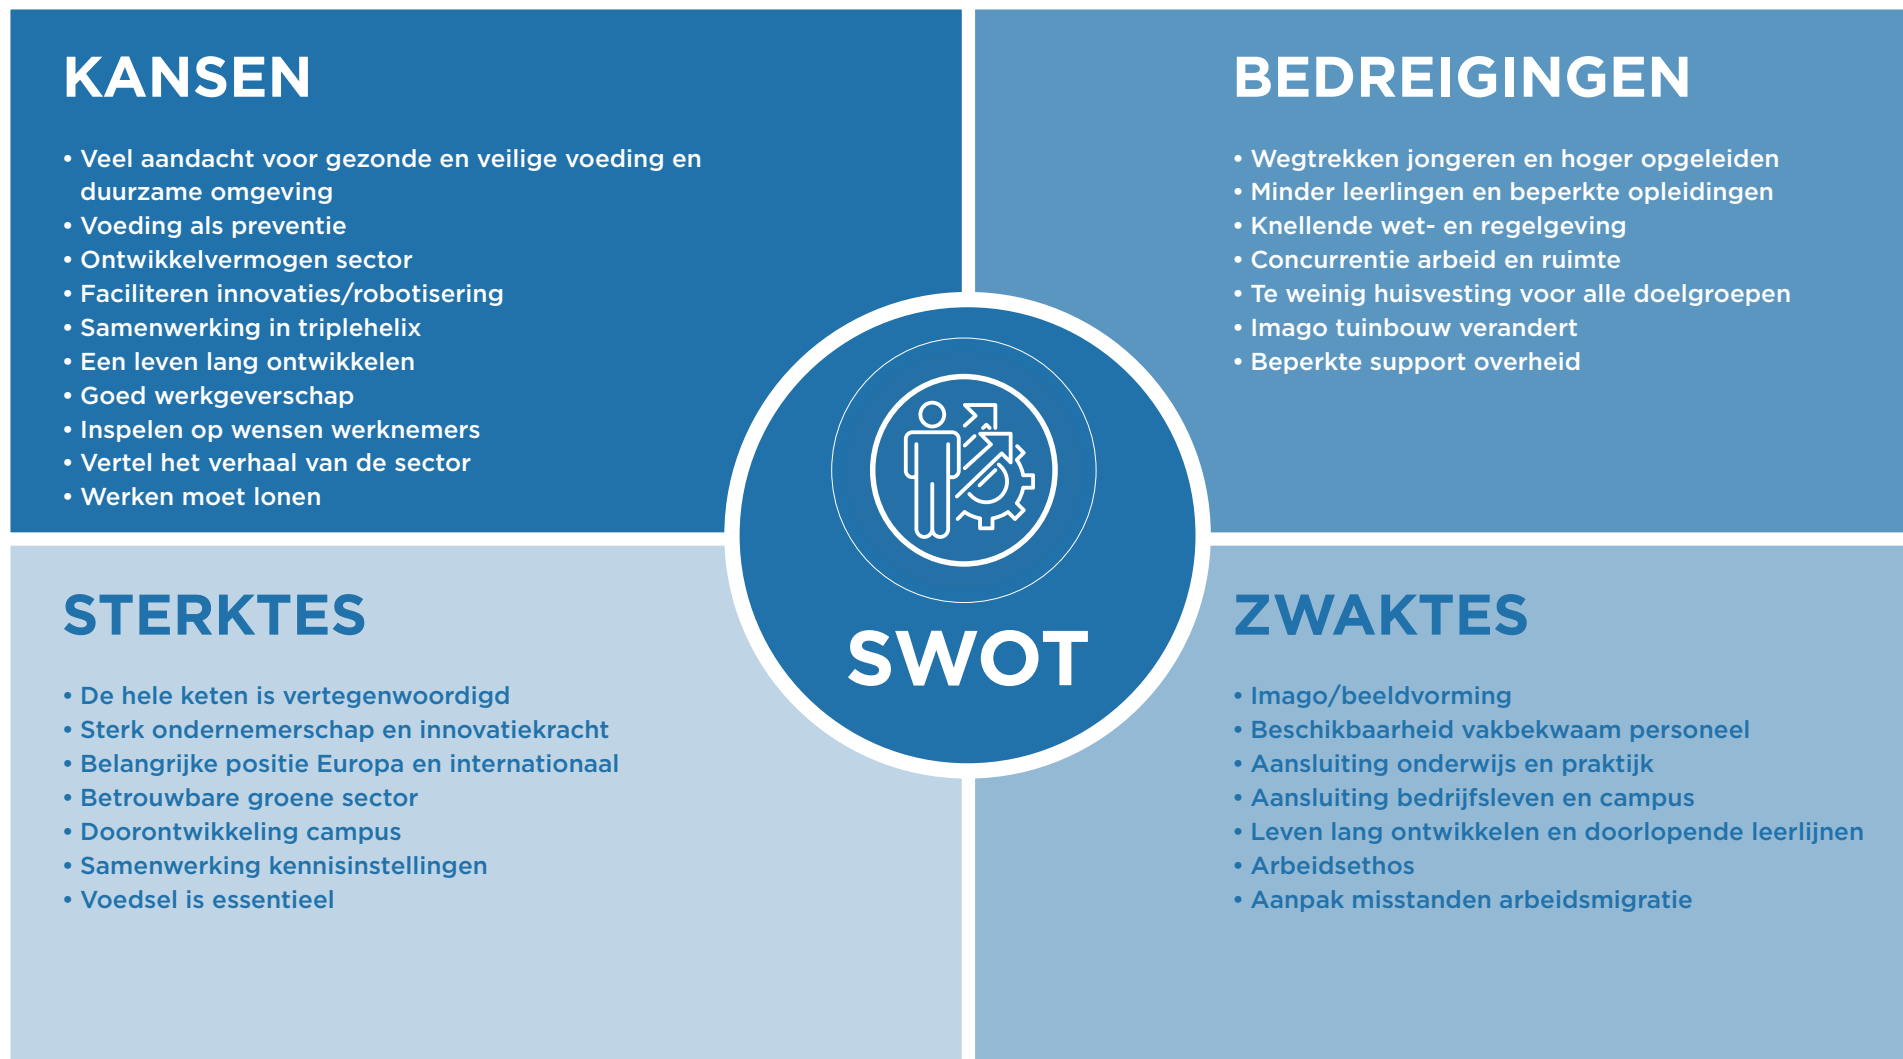 KANSEN
• Veel aandacht voor gezonde en veilige voeding en
duurzame omgeving
• Voeding als preventie
• Ontwikkelvermogen sector
• Faciliteren innovaties/robotisering
• Samenwerking in triplehelix
• Een leven lang ontwikkelen
• Goed werkgeverschap
• Inspelen op wensen werknemers
• Vertel het verhaal van de sector
• Werken moet lonen
BEDREIGINGEN
• Wegtrekken jongeren en hoger opgeleiden
• Minder leerlingen en beperkte opleidingen
• Knellende wet- en regelgeving
• Concurrentie arbeid en ruimte
• Te weinig huisvesting voor alle doelgroepen
• Imago tuinbouw verandert
• Beperkte support overheid
SWOT
STERKTES
• De hele keten is vertegenwoordigd
• Sterk ondernemerschap en innovatiekracht
• Belangrijke positie Europa en internationaal
• Betrouwbare groene sector
• Doorontwikkeling campus
• Samenwerking kennisinstellingen
• Voedsel is essentieel
ZWAKTES
• Imago/beeldvorming
• Beschikbaarheid vakbekwaam personeel
• Aansluiting onderwijs en praktijk
• Aansluiting bedrijfsleven en campus
• Leven lang ontwikkelen en doorlopende leerlijnen
• Arbeidsethos
• Aanpak misstanden arbeidsmigratie